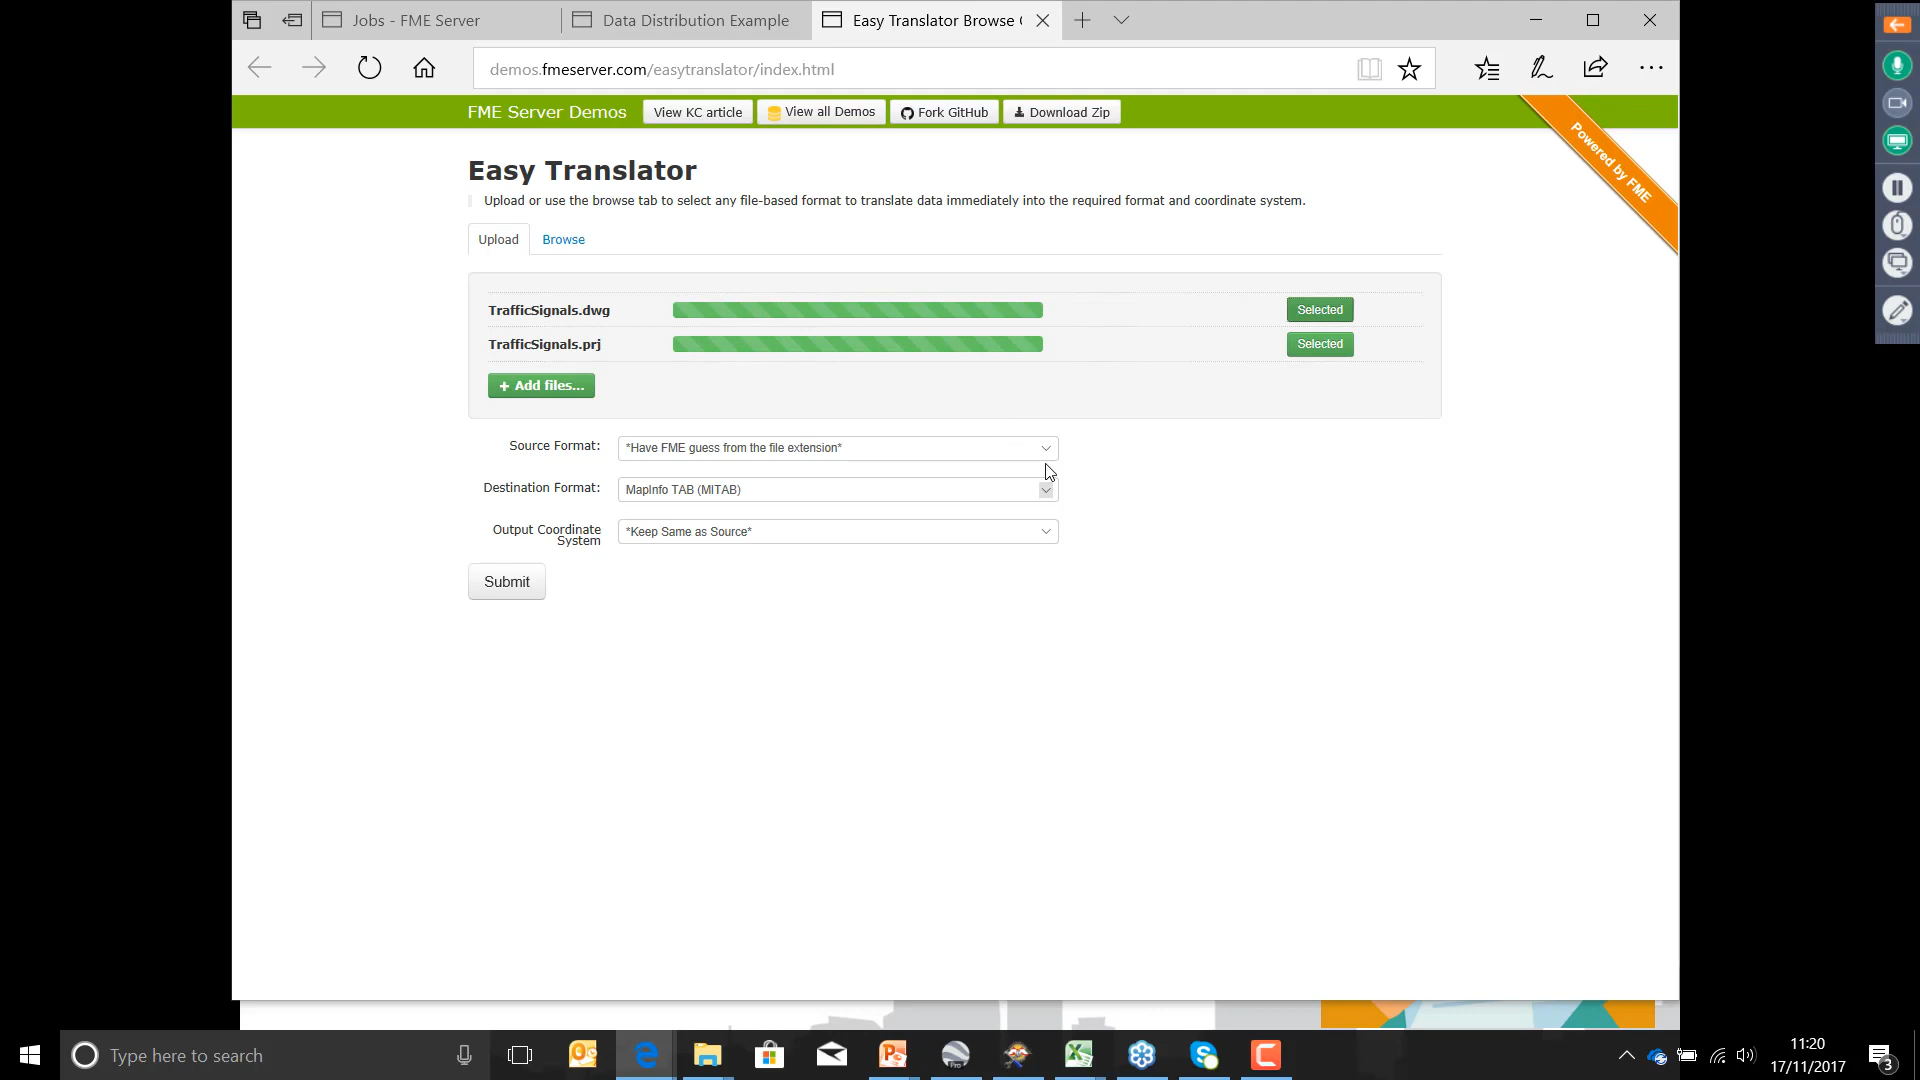 Jobs - FME Server
Data Distribution Example
Easy Translator Browse
demos.fmeserver.com/easytranslator/index.html
FME Server Demos
View KC article
View all Demos
Fork GitHub
Download Zip
Powered by FME
Easy Translator
Upload or use the browse tab to select any file-based format to translate data immediately into the required format and coordinate system.
Upload
Browse
TrafficSignals.dwg
Selected
TrafficSignals.prj
Selected
+ Add files...
Source Format:
*Have FME guess from the file extension*
Destination Format:
MapInfo TAB (MITAB)
Output Coordinate
System
*Keep Same as Source*
Submit
Type here to search
11:20
17/11/2017
3